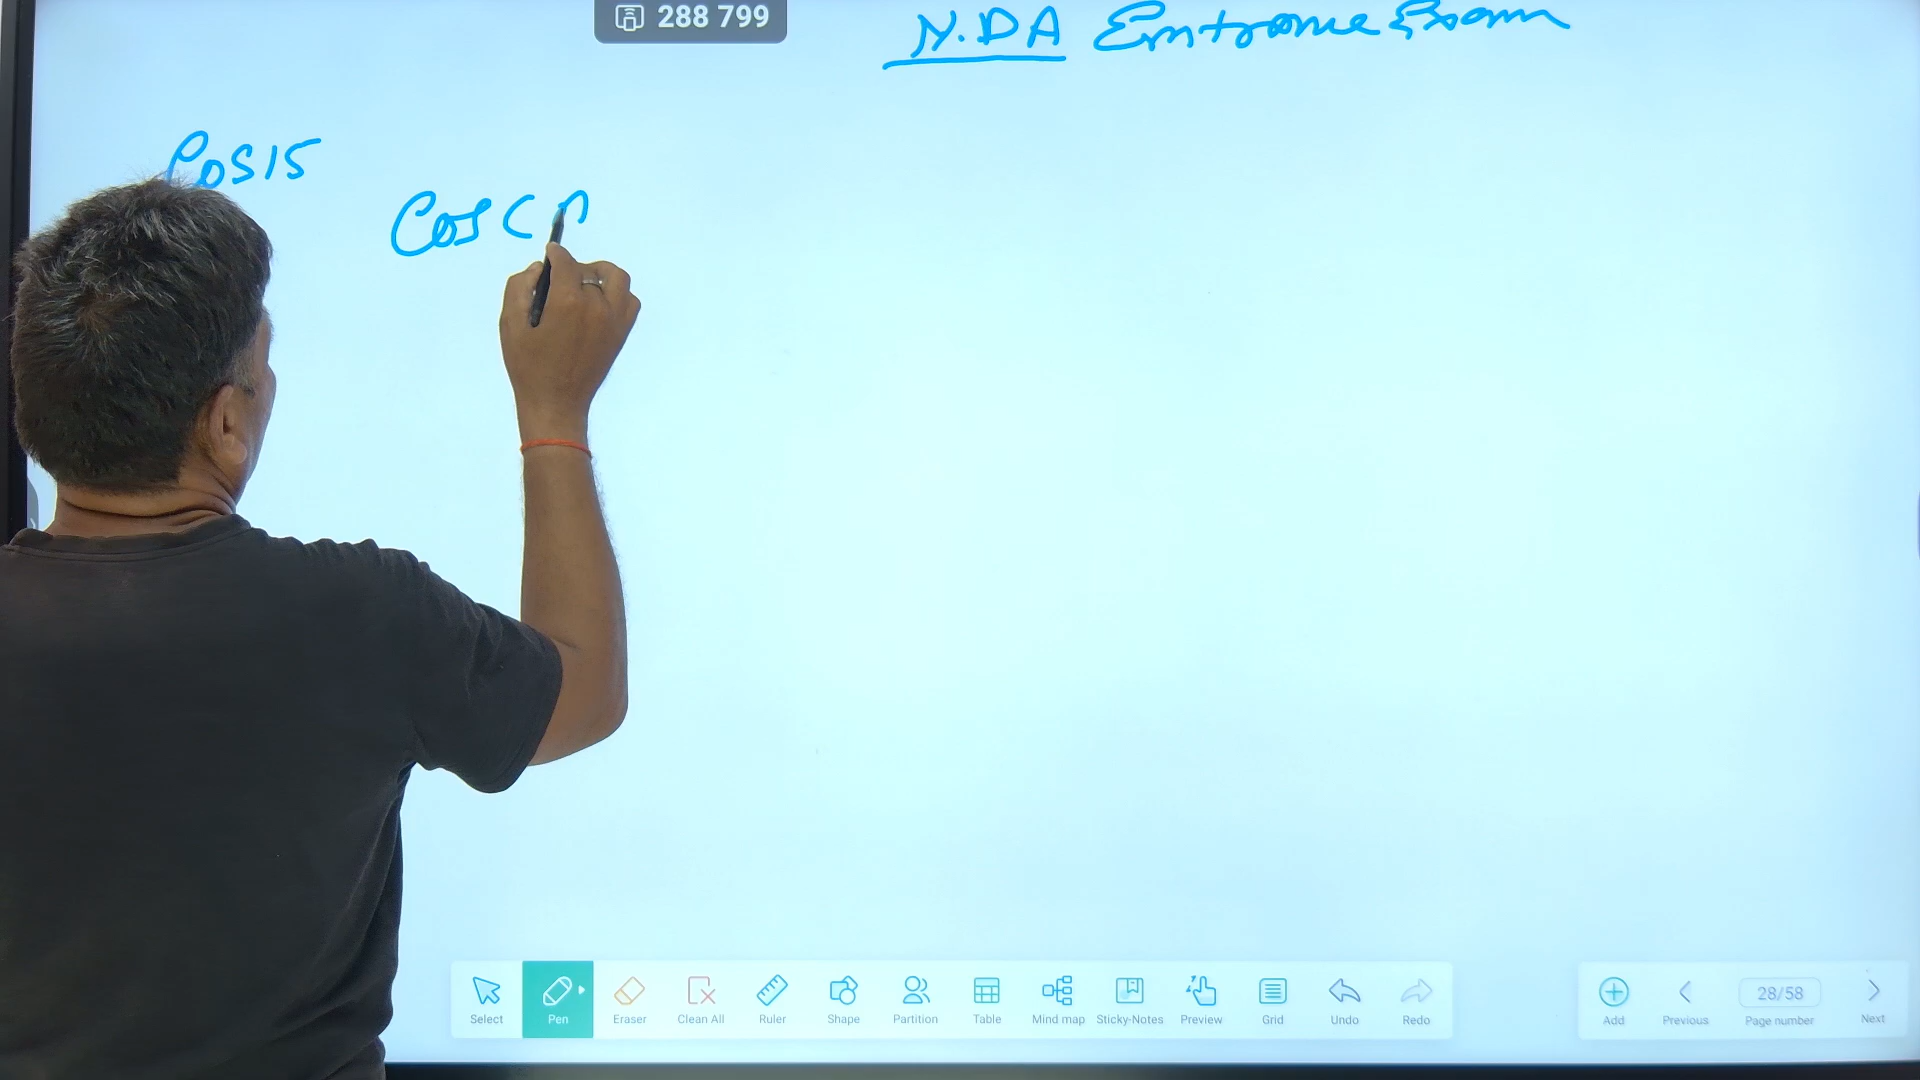 288 799
N.DA Entrance Exam
Cos15
Cos(
Select
Pen
Eraser
Clean All
Ruler
Shape
Partition
Table
Mind map
Sticky-Notes
Preview
Grid
Undo
Redo
Add
Previous
28/58
Page number
Next